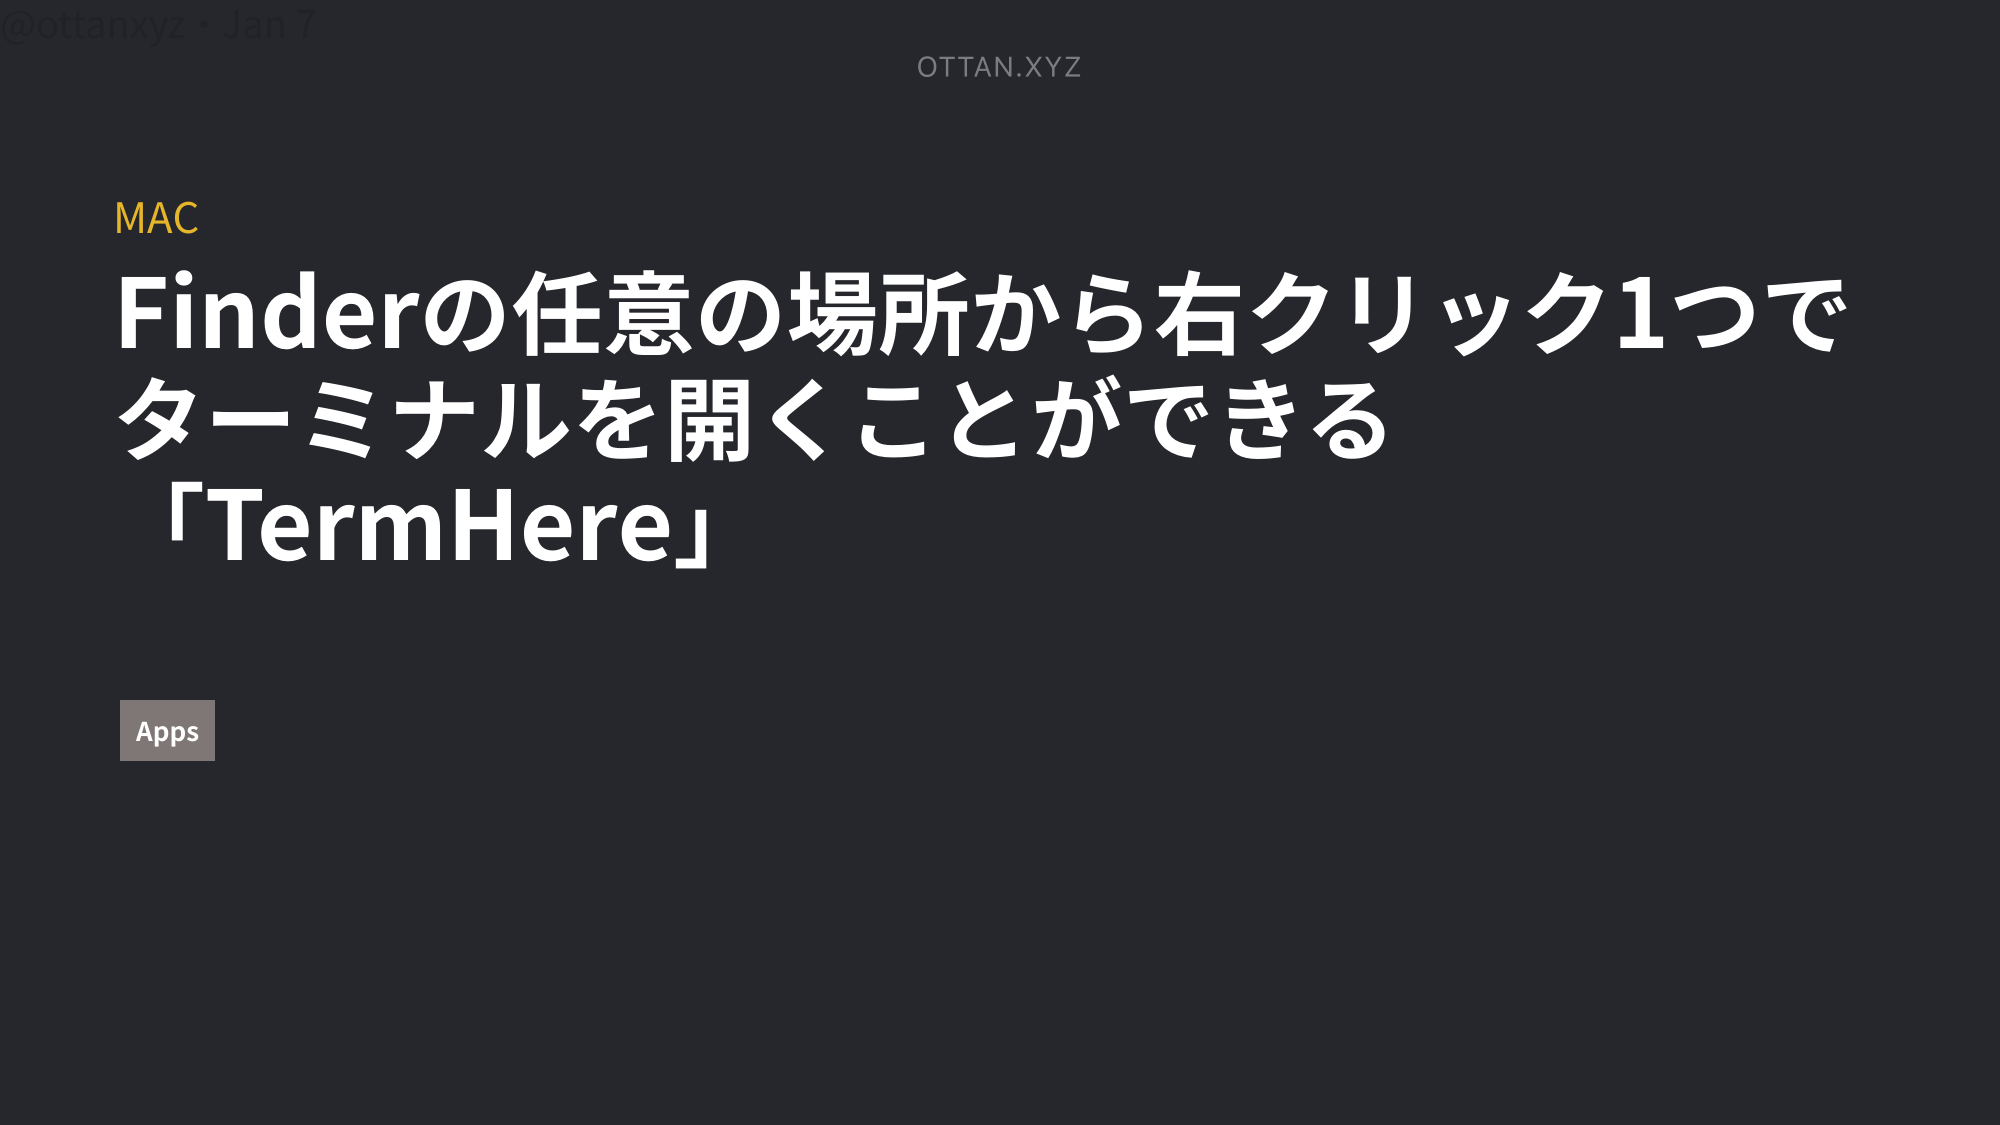 @ottanxyz・Jan 7
OTTAN.XYZ
MAC
Finderの任意の場所から右クリック1つで
ターミナルを開くことができる
「TermHere」
Apps